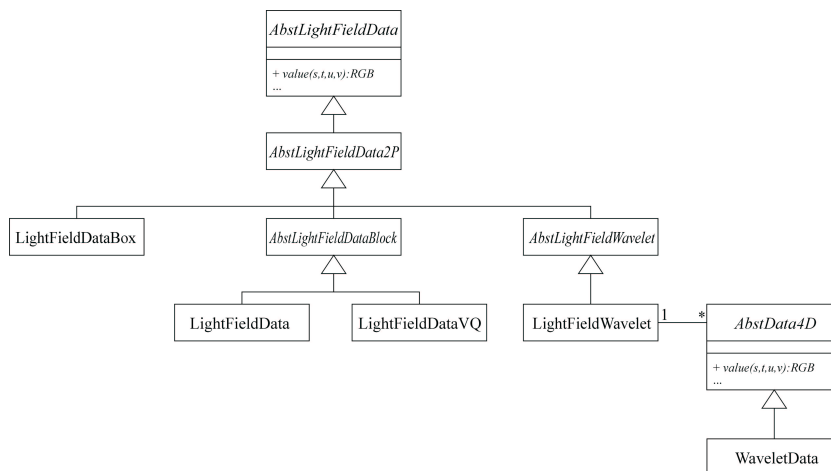 AbstLightFieldData
+ value(s,t,u,v):RGB
...
AbstLightFieldData2P
LightFieldDataBox
AbstLightFieldDataBlock
AbstLightFieldWavelet
LightFieldData
LightFieldDataVQ
LightFieldWavelet
1
*
AbstData4D
+ value(s,t,u,v):RGB
...
WaveletData